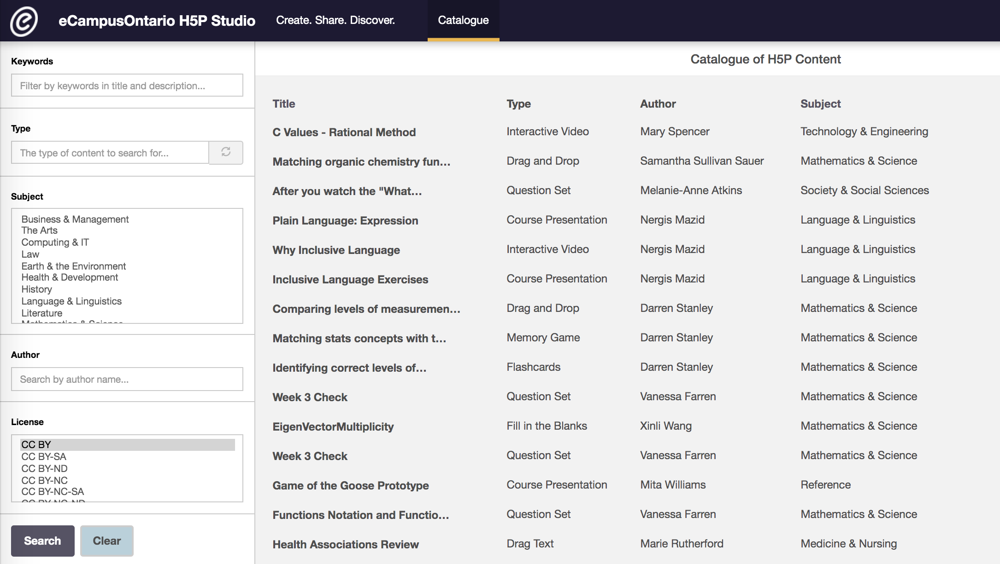 eCampusOntario H5P Studio Create. Share. Discover. Catalogue
Keywords
Filter by keywords in title and description...
Type
The type of content to search for...
Subject
Business & Management
The Arts
Computing & IT
Law
Earth & the Environment
Health & Development
History
Language & Linguistics
Literature
Mathematics & Science
Author
Search by author name...
License
CC BY
CC BY-SA
CC BY-ND
CC BY-NC
CC BY-NC-SA
CC BY-NC-ND
Search Clear
Catalogue of H5P Content
Title Type Author Subject
C Values - Rational Method Interactive Video Mary Spencer Technology & Engineering
Matching organic chemistry fun... Drag and Drop Samantha Sullivan Sauer Mathematics & Science
After you watch the "What... Question Set Melanie-Anne Atkins Society & Social Sciences
Plain Language: Expression Course Presentation Nergis Mazid Language & Linguistics
Why Inclusive Language Interactive Video Nergis Mazid Language & Linguistics
Inclusive Language Exercises Course Presentation Nergis Mazid Language & Linguistics
Comparing levels of measuremen... Drag and Drop Darren Stanley Mathematics & Science
Matching stats concepts with t... Memory Game Darren Stanley Mathematics & Science
Identifying correct levels of... Flashcards Darren Stanley Mathematics & Science
Week 3 Check Question Set Vanessa Farren Mathematics & Science
EigenVectorMultiplicity Fill in the Blanks Xinli Wang Mathematics & Science
Week 3 Check Question Set Vanessa Farren Mathematics & Science
Game of the Goose Prototype Course Presentation Mita Williams Reference
Functions Notation and Functio... Question Set Vanessa Farren Mathematics & Science
Health Associations Review Drag Text Marie Rutherford Medicine & Nursing